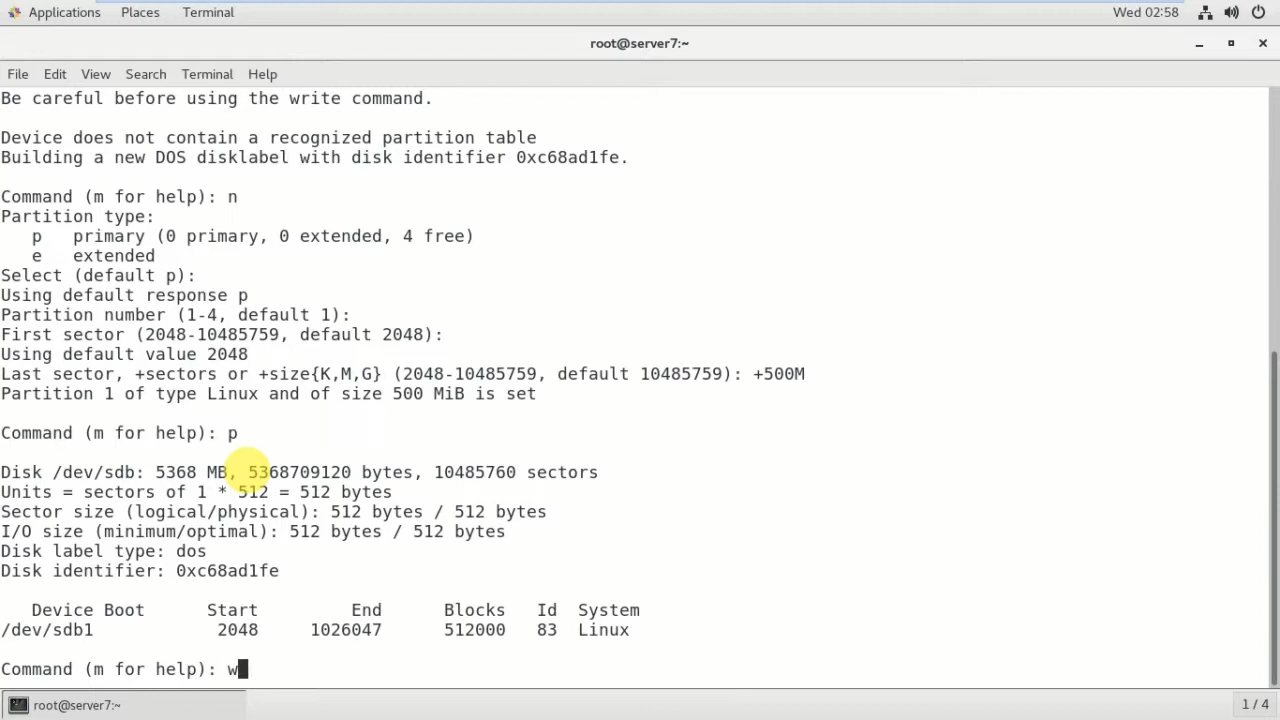 Applications Places Terminal Wed 02:58
root@server7:~
File Edit View Search Terminal Help
Be careful before using the write command.
Device does not contain a recognized partition table
Building a new DOS disklabel with disk identifier 0xc68ad1fe.
Command (m for help): n
Partition type:
p primary (0 primary, 0 extended, 4 free)
e extended
Select (default p):
Using default response p
Partition number (1-4, default 1):
First sector (2048-10485759, default 2048):
Using default value 2048
Last sector, +sectors or +size{K,M,G} (2048-10485759, default 10485759): +500M
Partition 1 of type Linux and of size 500 MiB is set
Command (m for help): p
Disk /dev/sdb: 5368 MB, 5368709120 bytes, 10485760 sectors
Units = sectors of 1 * 512 = 512 bytes
Sector size (logical/physical): 512 bytes / 512 bytes
I/O size (minimum/optimal): 512 bytes / 512 bytes
Disk label type: dos
Disk identifier: 0xc68ad1fe
Device Boot Start End Blocks Id System
/dev/sdb1 2048 1026047 512000 83 Linux
Command (m for help): w
root@server7:~ 1 / 4